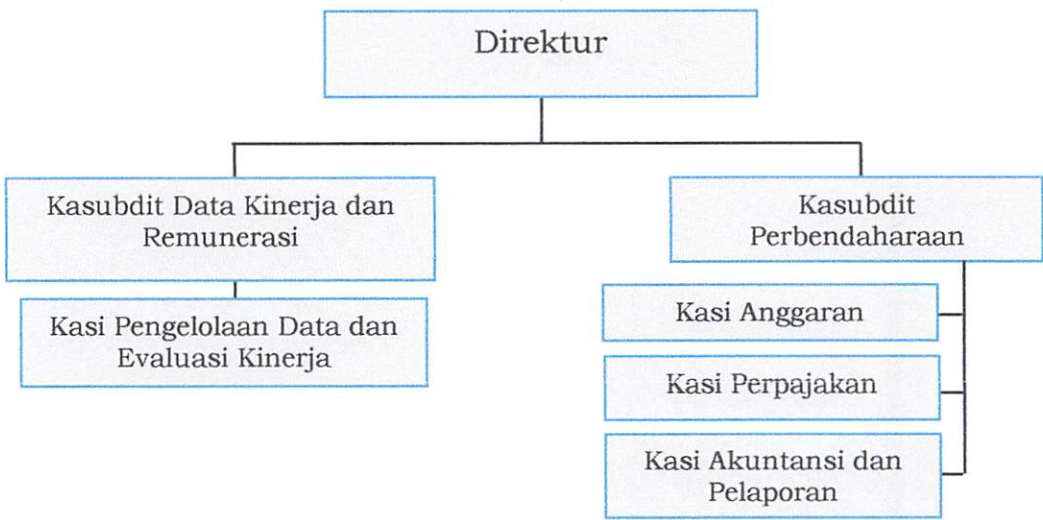 Direktur
Kasubdit Data Kinerja dan
Remunerasi
Kasi Pengelolaan Data dan
Evaluasi Kinerja
Kasubdit
Perbendaharaan
Kasi Anggaran
Kasi Perpajakan
Kasi Akuntansi dan
Pelaporan